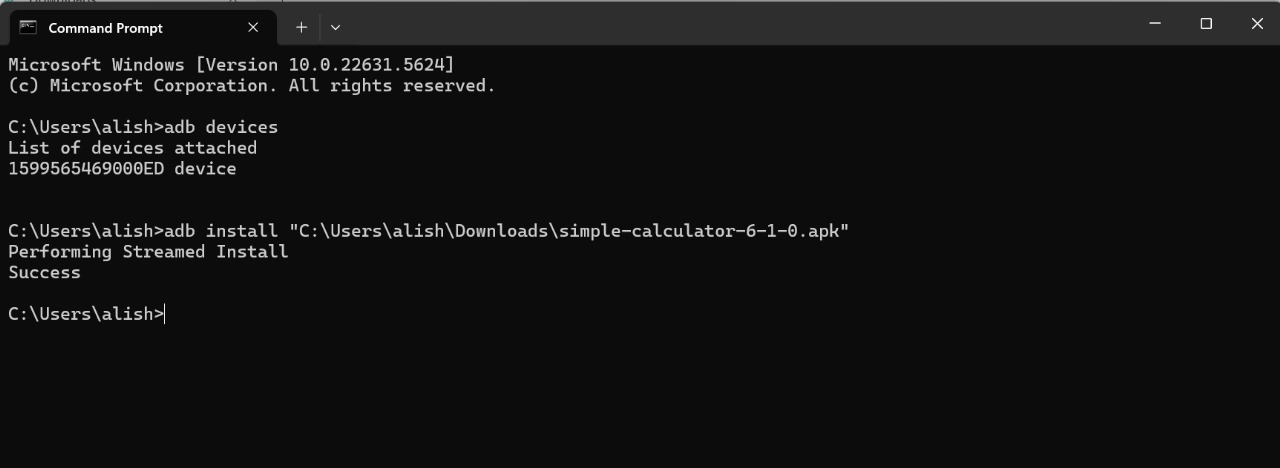 Command Prompt
Microsoft Windows [Version 10.0.22631.5624]
(c) Microsoft Corporation. All rights reserved.
C:\Users\alish>adb devices
List of devices attached
1599565469000ED device
C:\Users\alish>adb install "C:\Users\alish\Downloads\simple-calculator-6-1-0.apk"
Performing Streamed Install
Success
C:\Users\alish>